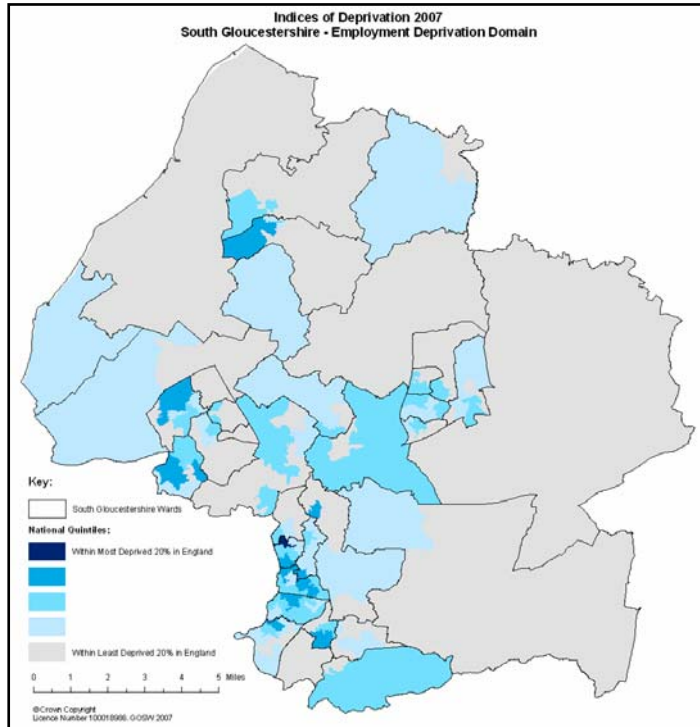 Indices of Deprivation 2007
South Gloucestershire - Employment Deprivation Domain
Key:
South Gloucestershire Wards
National Quintiles:
Within Most Deprived 20% in England
Within Least Deprived 20% in England
0 1 2 3 4 5 Miles
©Crown Copyright
Licence Number 100018986. GOSW 2007